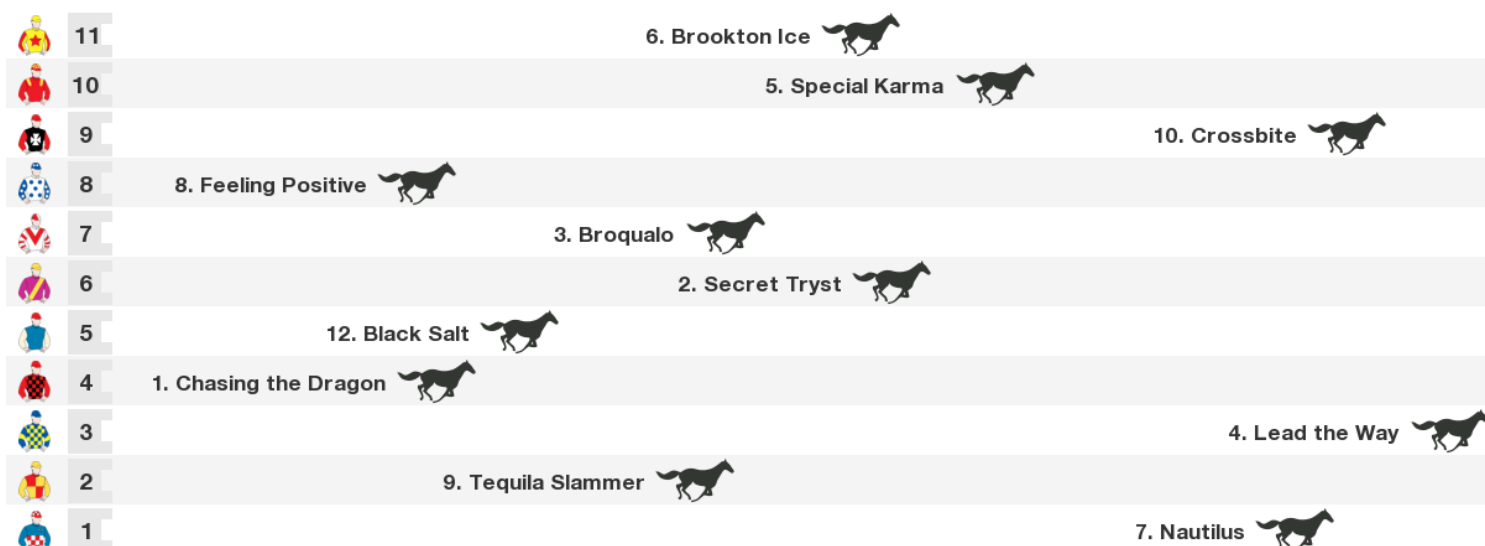 11 6. Brookton Ice
10 5. Special Karma
9 10. Crossbite
8 8. Feeling Positive
7 3. Broqualo
6 2. Secret Tryst
5 12. Black Salt
4 1. Chasing the Dragon
3 4. Lead the Way
2 9. Tequila Slammer
1 7. Nautilus